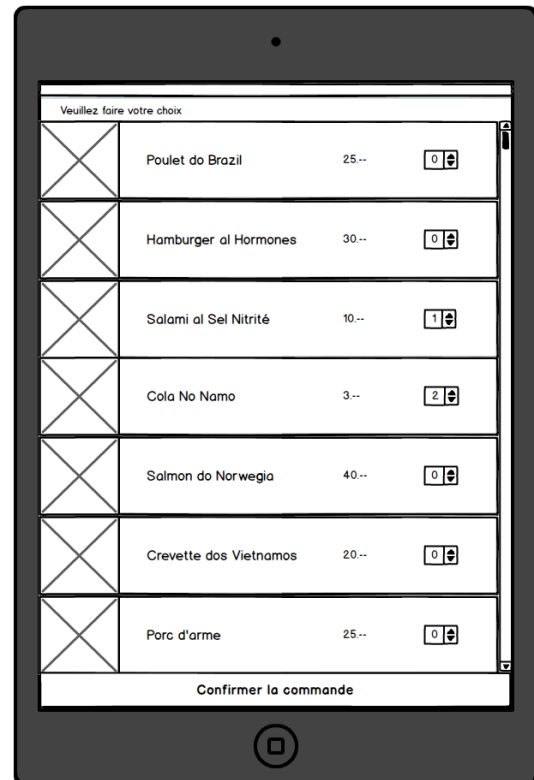 Veuillez faire votre choix
Poulet do Brazil 25.-- 0
Hamburger al Hormones 30.-- 0
Salami al Sel Nitrité 10.-- 1
Cola No Namo 3.-- 2
Salmon do Norwegia 40.-- 0
Crevette dos Vietnamos 20.-- 0
Porc d'arme 25.-- 0
Confirmer la commande